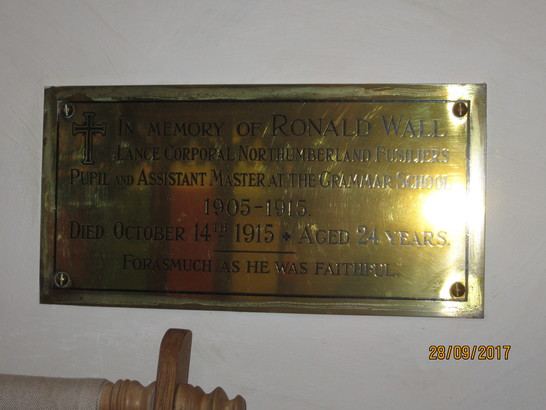 IN MEMORY OF RONALD WALL
LANCE CORPORAL NORTHUMBERLAND FUSILIERS
PUPIL AND ASSISTANT MASTER AT THE GRAMMAR SCHOOL
1905-1915.
DIED OCTOBER 14TH 1915 + AGED 24 YEARS.
FORASMUCH AS HE WAS FAITHFUL.
28/09/2017